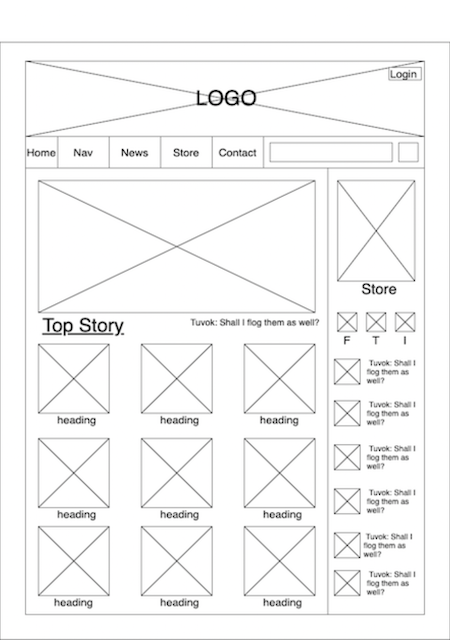 Login
LOGO
Home Nav News Store Contact
Store
Top Story
Tuvok: Shall I flog them as well?
F T I
heading heading heading
heading heading heading
heading heading heading
Tuvok: Shall I
flog them as
well?
Tuvok: Shall I
flog them as
well?
Tuvok: Shall I
flog them as
well?
Tuvok: Shall I
flog them as
well?
Tuvok: Shall I
flog them as
well?
Tuvok: Shall I
flog them as
well?